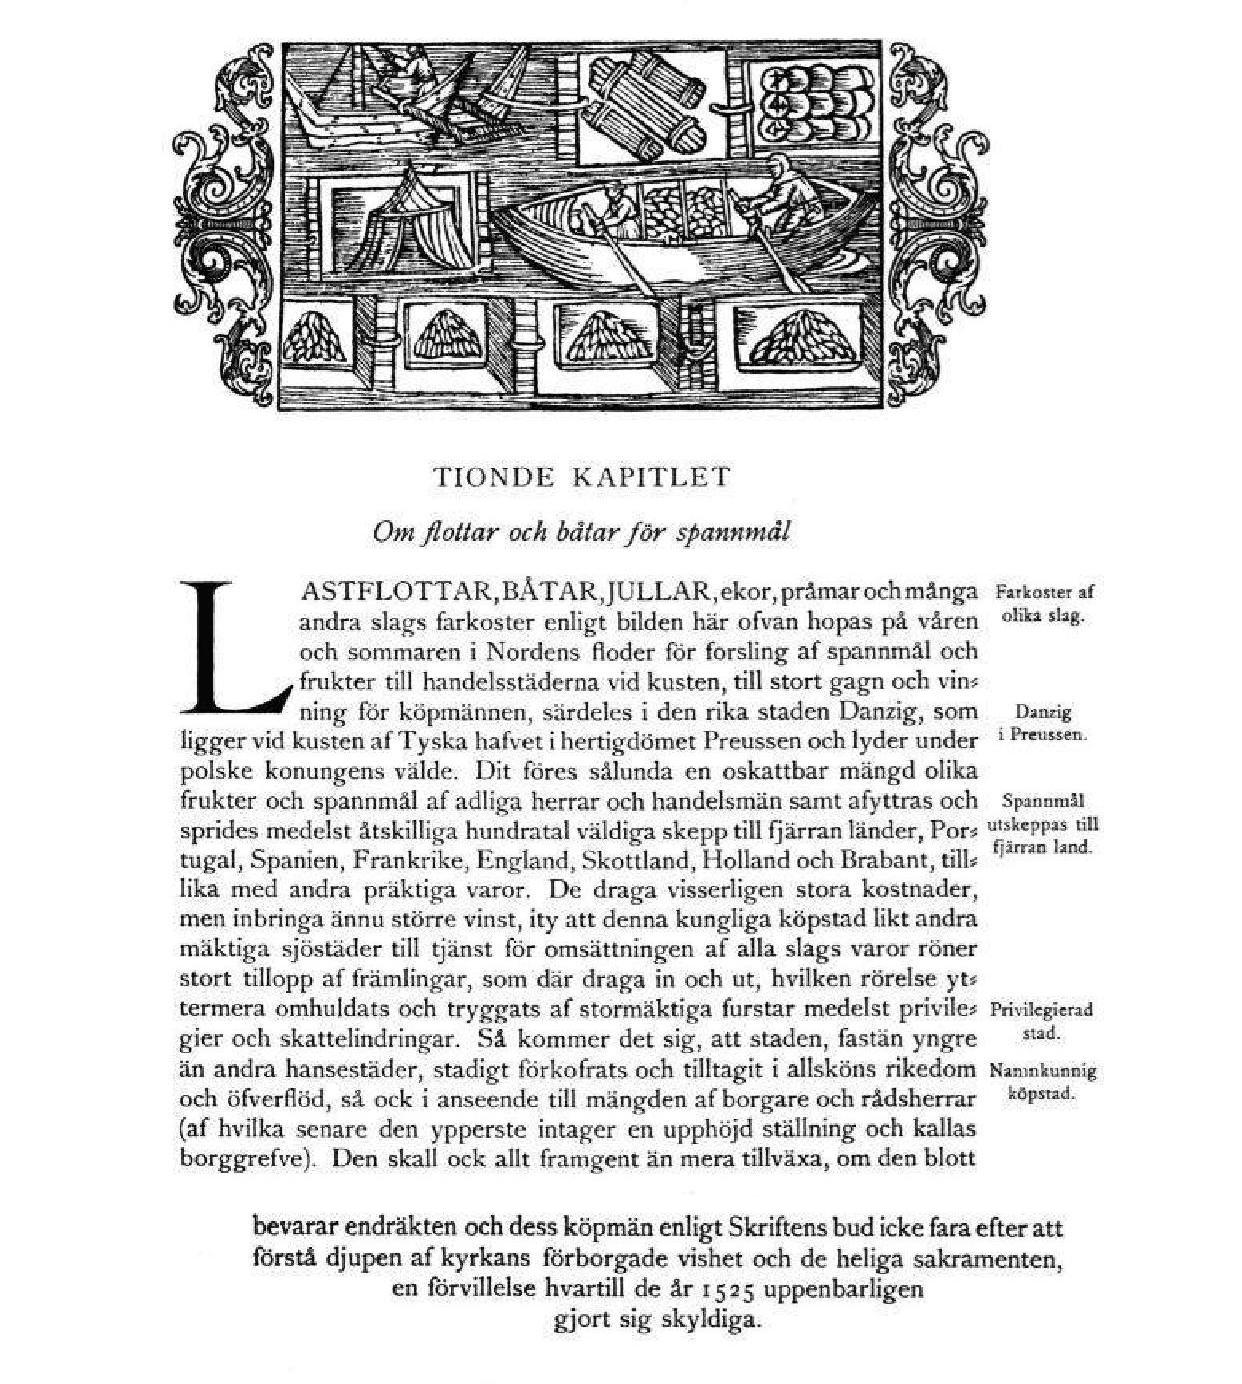 TIONDE KAPITLET
Om flottar och båtar för spannmål
LASTFLOTTAR, BÅTAR, JULLAR, ekor, pråmar och många
andra slags farkoster enligt bilden här ofvan hopas på våren
och sommaren i Nordens floder för forsling af spannmål och
frukter till handelsstäderna vid kusten, till stort gagn och vin⸗
ning för köpmännen, särdeles i den rika staden Danzig, som
ligger vid kusten af Tyska hafvet i hertigdömet Preussen och lyder under
polske konungens välde. Dit föres sålunda en oskattbar mängd olika
frukter och spannmål af adliga herrar och handelsmän samt afyttras och
sprides medelst åtskilliga hundratal väldiga skepp till fjärran länder, Por⸗
tugal, Spanien, Frankrike, England, Skottland, Holland och Brabant, till⸗
lika med andra präktiga varor. De draga visserligen stora kostnader,
men inbringa ännu större vinst, ity att denna kungliga köpstad likt andra
mäktiga sjöstäder till tjänst för omsättningen af alla slags varor röner
stort tillopp af främlingar, som där draga in och ut, hvilken rörelse yt⸗
termera omhuldats och tryggats af stormäktiga furstar medelst privile⸗
gier och skattelindringar. Så kommer det sig, att staden, fastän yngre
än andra hansestäder, stadigt förkofrats och tilltagit i allsköns rikedom
och öfverflöd, så ock i anseende till mängden af borgare och rådsherrar
(af hvilka senare den ypperste intager en upphöjd ställning och kallas
borggrefve). Den skall ock allt framgent än mera tillväxa, om den blott
bevarar endräkten och dess köpmän enligt Skriftens bud icke fara efter att
förstå djupen af kyrkans förborgade vishet och de heliga sakramenten,
en förvillelse hvartill de år 1525 uppenbarligen
gjort sig skyldiga.
Farkoster af
olika slag.
Danzig
i Preussen.
Spannmål
utskeppas till
fjärran land.
Privilegierad
stad.
Namnkunnig
köpstad.